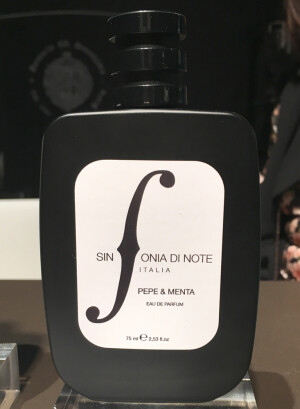 SIN ONIA DI NOTE
ITALIA
PEPE & MENTA
EAU DE PARFUM
75 ml ℮ 2.53 fl.oz